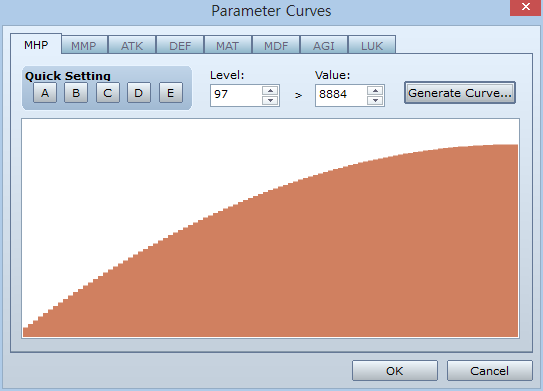 Parameter Curves
MHP MMP ATK DEF MAT MDF AGI LUK
Quick Setting
A B C D E
Level:
97
>
Value:
8884
Generate Curve...
OK Cancel